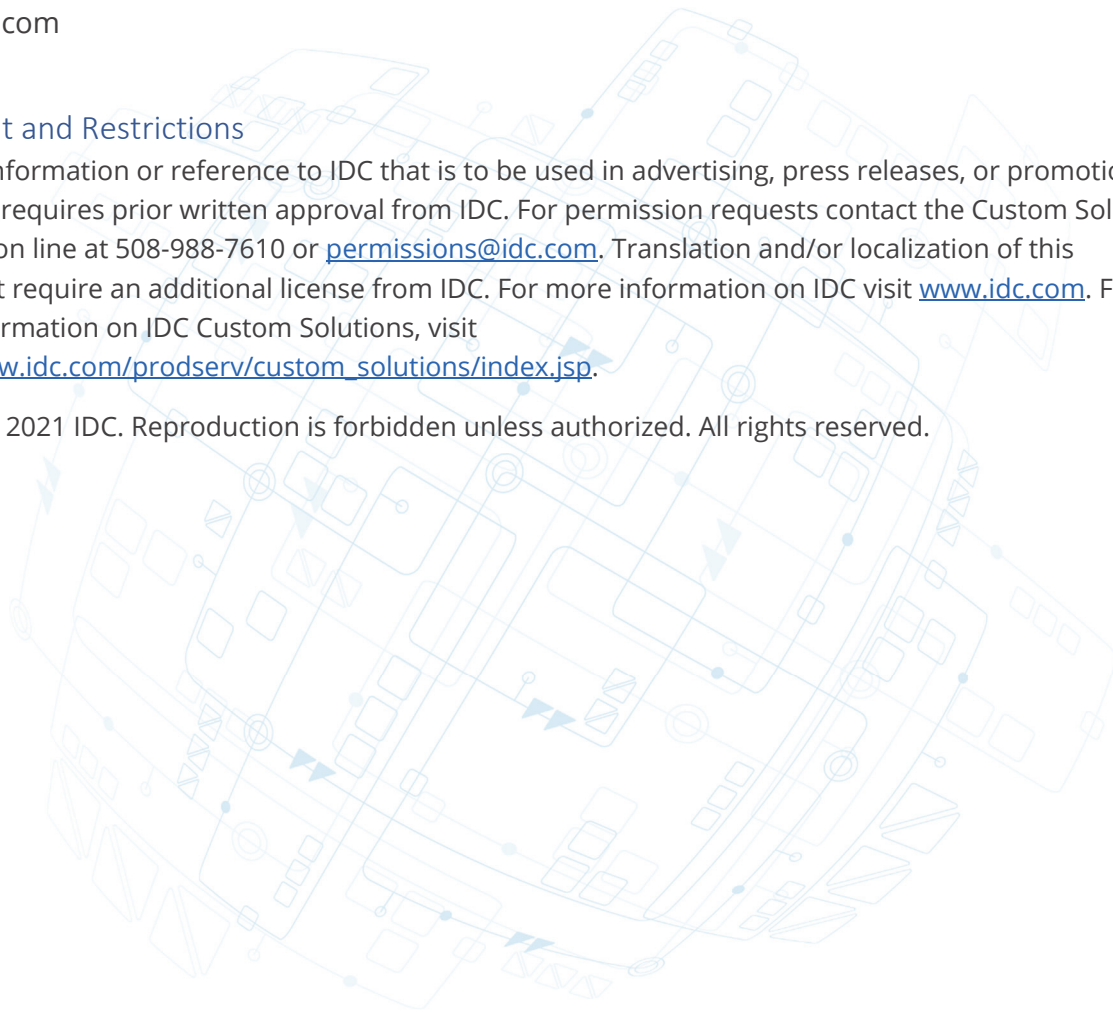 com
t and Restrictions
nformation or reference to IDC that is to be used in advertising, press releases, or promotio
requires prior written approval from IDC. For permission requests contact the Custom Sol
on line at 508-988-7610 or permissions@idc.com. Translation and/or localization of this
t require an additional license from IDC. For more information on IDC visit www.idc.com. F
rmation on IDC Custom Solutions, visit
w.idc.com/prodserv/custom_solutions/index.jsp.
2021 IDC. Reproduction is forbidden unless authorized. All rights reserved.